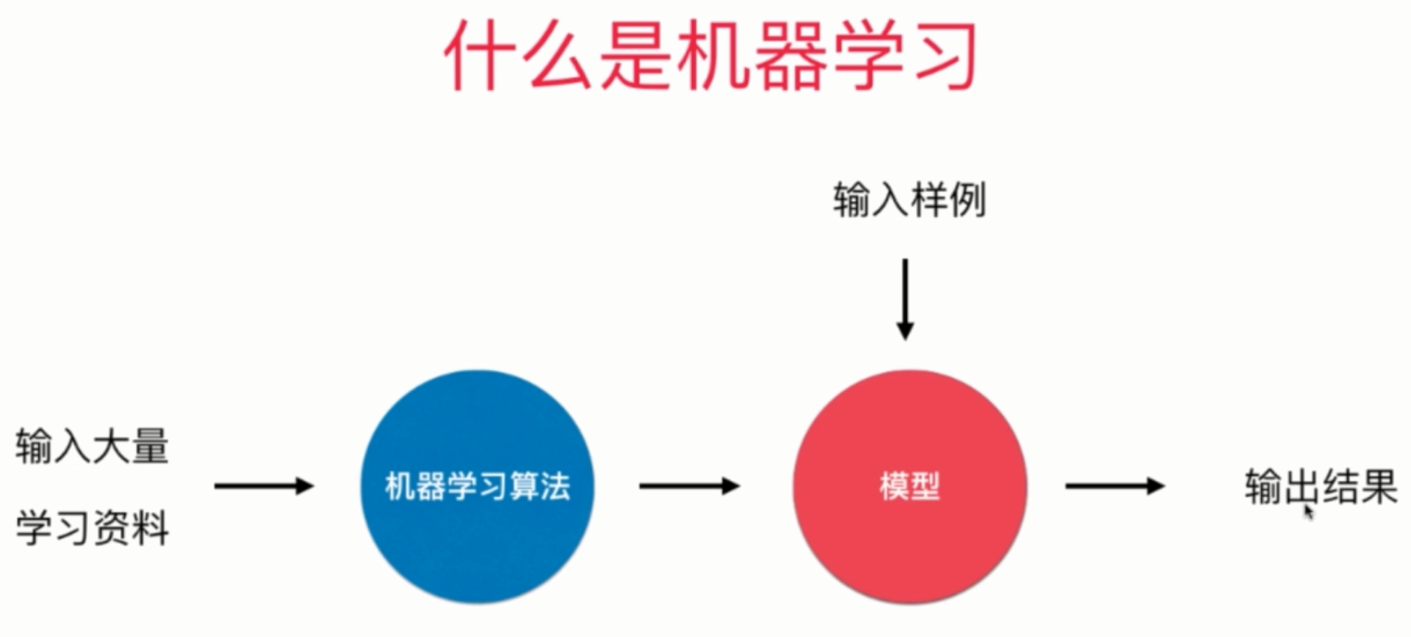 什么是机器学习
输入样例
输入大量
学习资料
机器学习算法
模型
输出结果